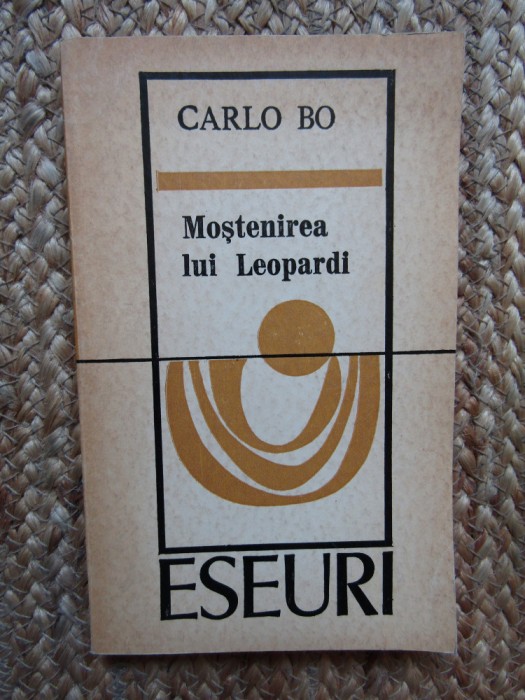 CARLO BO
Moştenirea
lui Leopardi
ESEURI